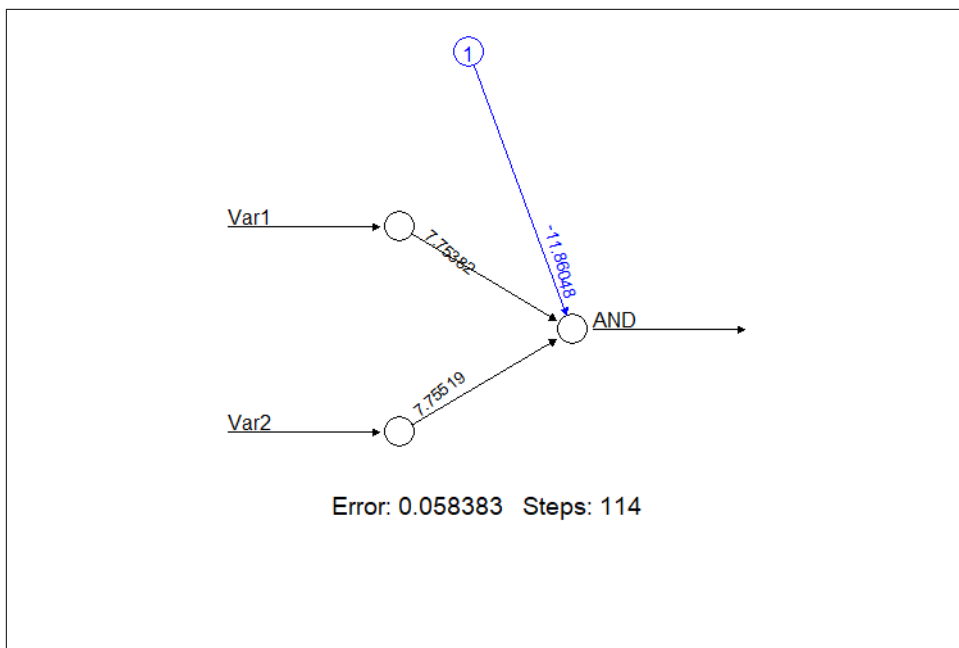 1
-11.86048
Var1
7.75382
AND
7.75519
Var2
Error: 0.058383 Steps: 114